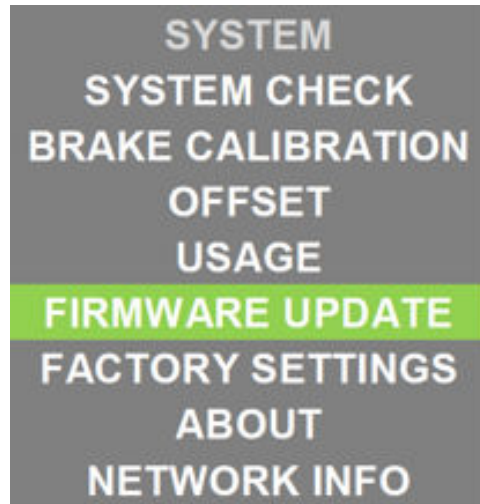 SYSTEM
SYSTEM CHECK
BRAKE CALIBRATION
OFFSET
USAGE
FIRMWARE UPDATE
FACTORY SETTINGS
ABOUT
NETWORK INFO